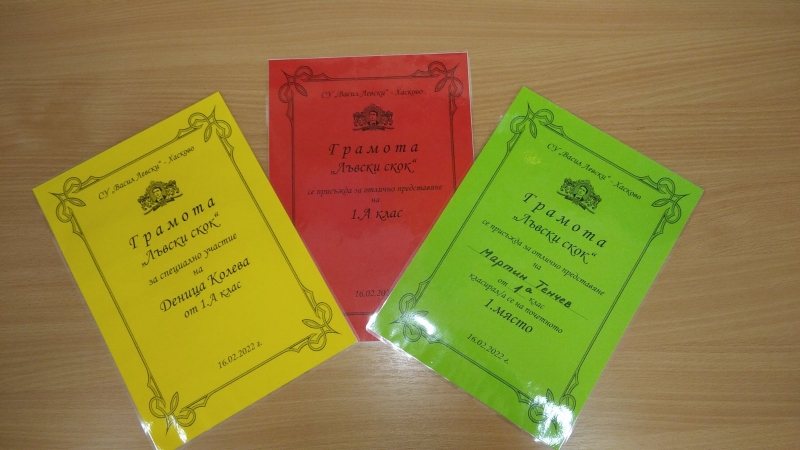 СУ „Васил Левски“ - Хасково
Грамота
„Лъвски скок“
за специално участие
на
Деница Колева
от 1.А клас
16.02.2022 г.
СУ „Васил Левски“ - Хасково
Грамота
„Лъвски скок“
се присъжда за отлично представяне
на
1.А клас
16.02.202
СУ „Васил Левски“ - Хасково
Грамота
„Лъвски скок“
се присъжда за отлично представяне
на
Мартин Тенчев
от 1а клас
класирал/а се на почетното
1.място
16.02.2022 г.